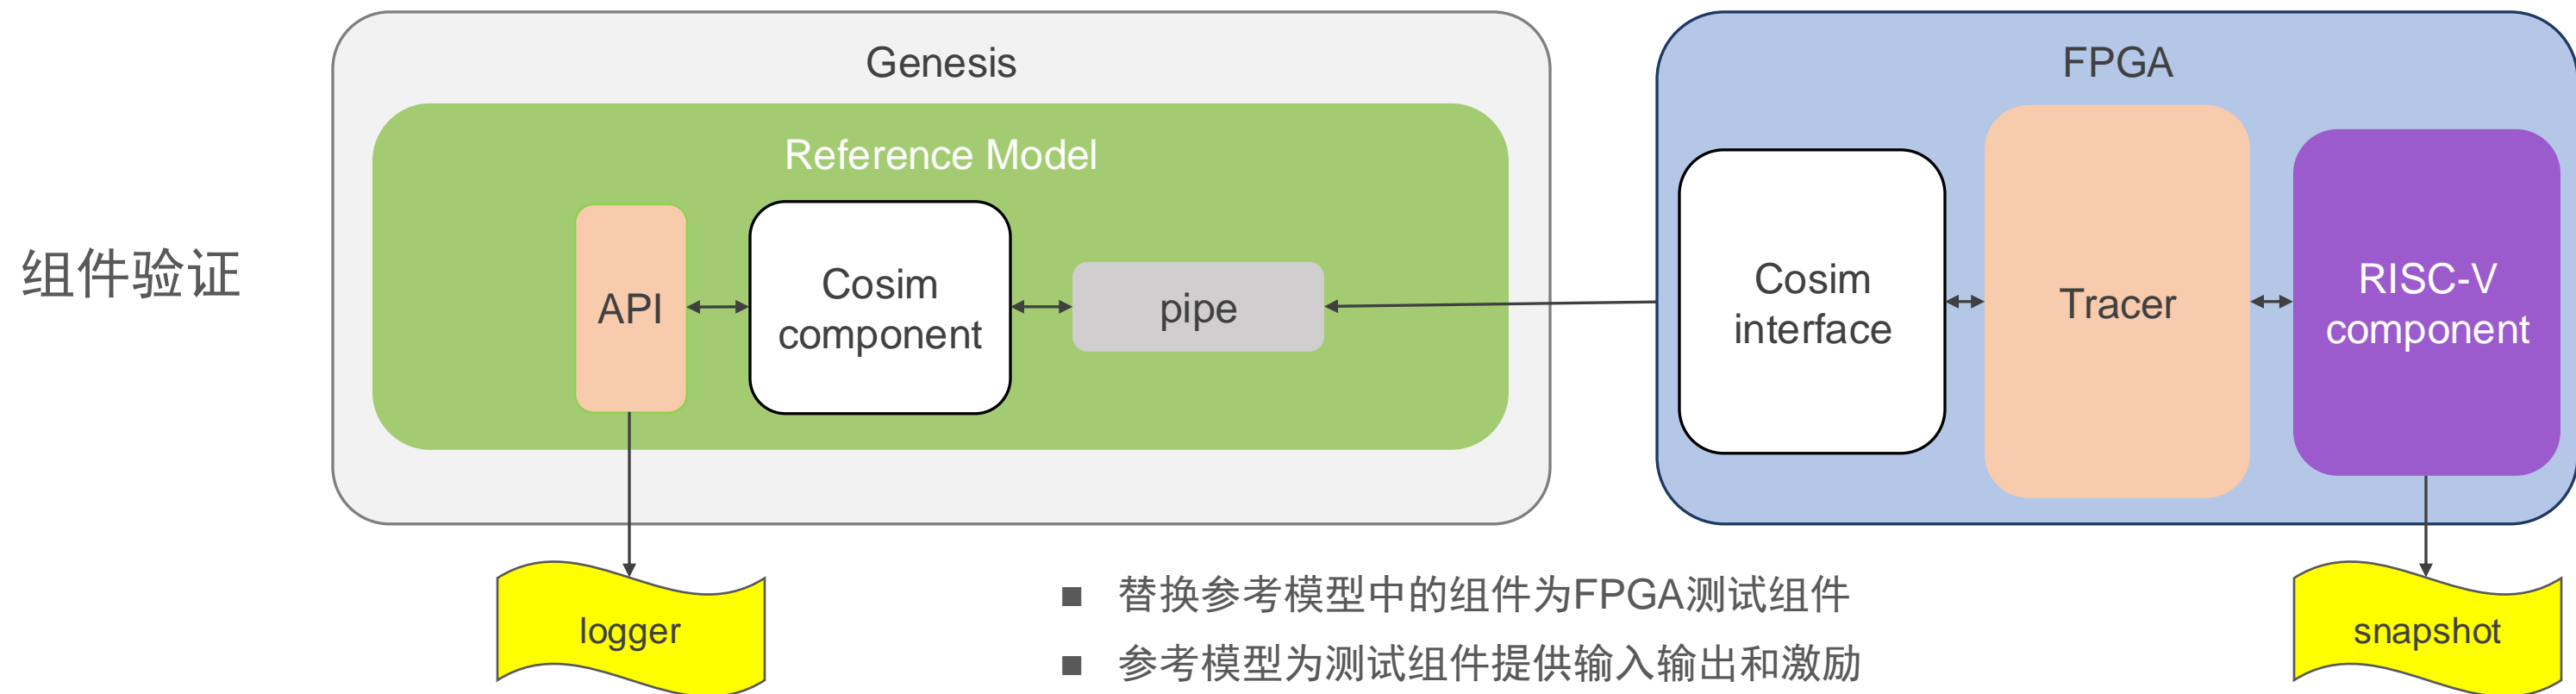 组件验证
Genesis
Reference Model
API
Cosim
component
pipe
logger
FPGA
Cosim
interface
Tracer
RISC-V
component
snapshot
■ 替换参考模型中的组件为FPGA测试组件
■ 参考模型为测试组件提供输入输出和激励